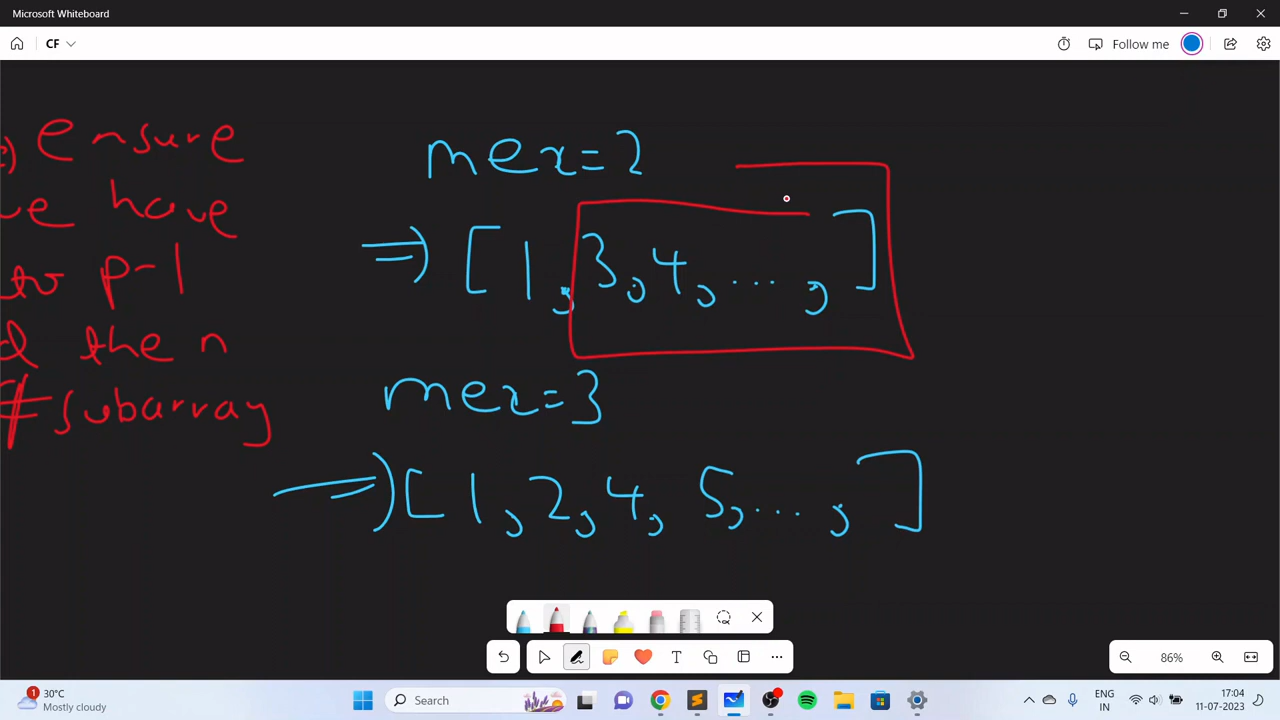 Microsoft Whiteboard
CF
Follow me
ensure
have
to p-1
the n
#subarray
mex=2
=> [1,3,4,...,]
mex=3
=> [1,2,4,5,...,]
86%
1
30°C
Mostly cloudy
Search
ENG
IN
17:04
11-07-2023